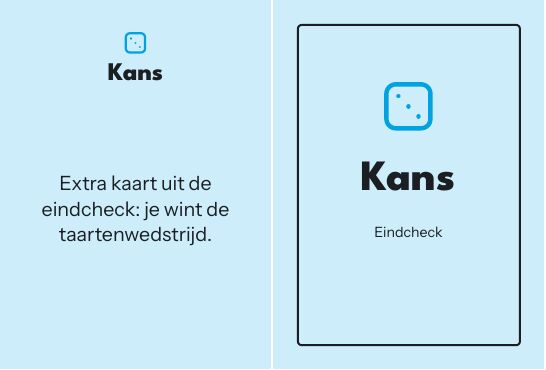 Kans
Extra kaart uit de
eindcheck: je wint de
taartenwedstrijd.
Kans
Eindcheck